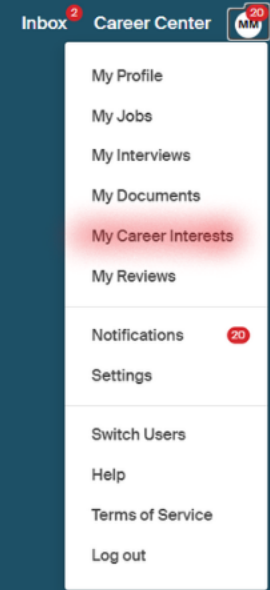 Inbox 2 Career Center MM 20
My Profile
My Jobs
My Interviews
My Documents
My Career Interests
My Reviews
Notifications 20
Settings
Switch Users
Help
Terms of Service
Log out